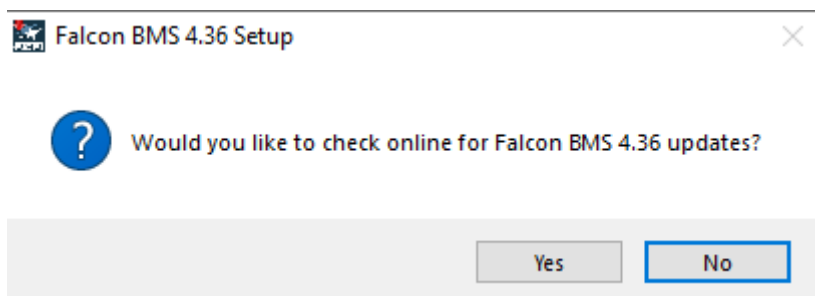 Falcon BMS 4.36 Setup
Would you like to check online for Falcon BMS 4.36 updates?
Yes No